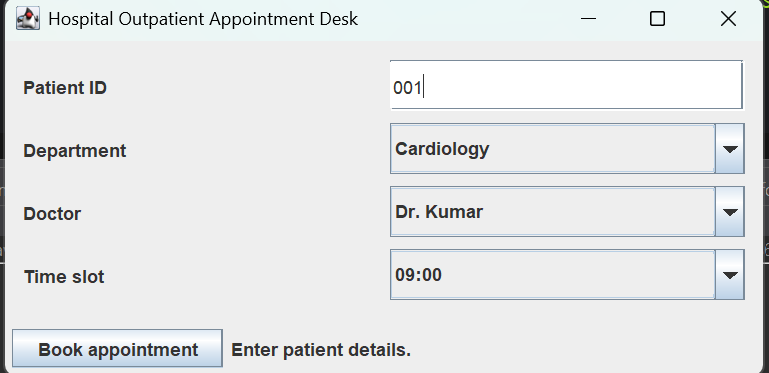 Hospital Outpatient Appointment Desk
Patient ID 001
Department Cardiology
Doctor Dr. Kumar
Time slot 09:00
Book appointment Enter patient details.